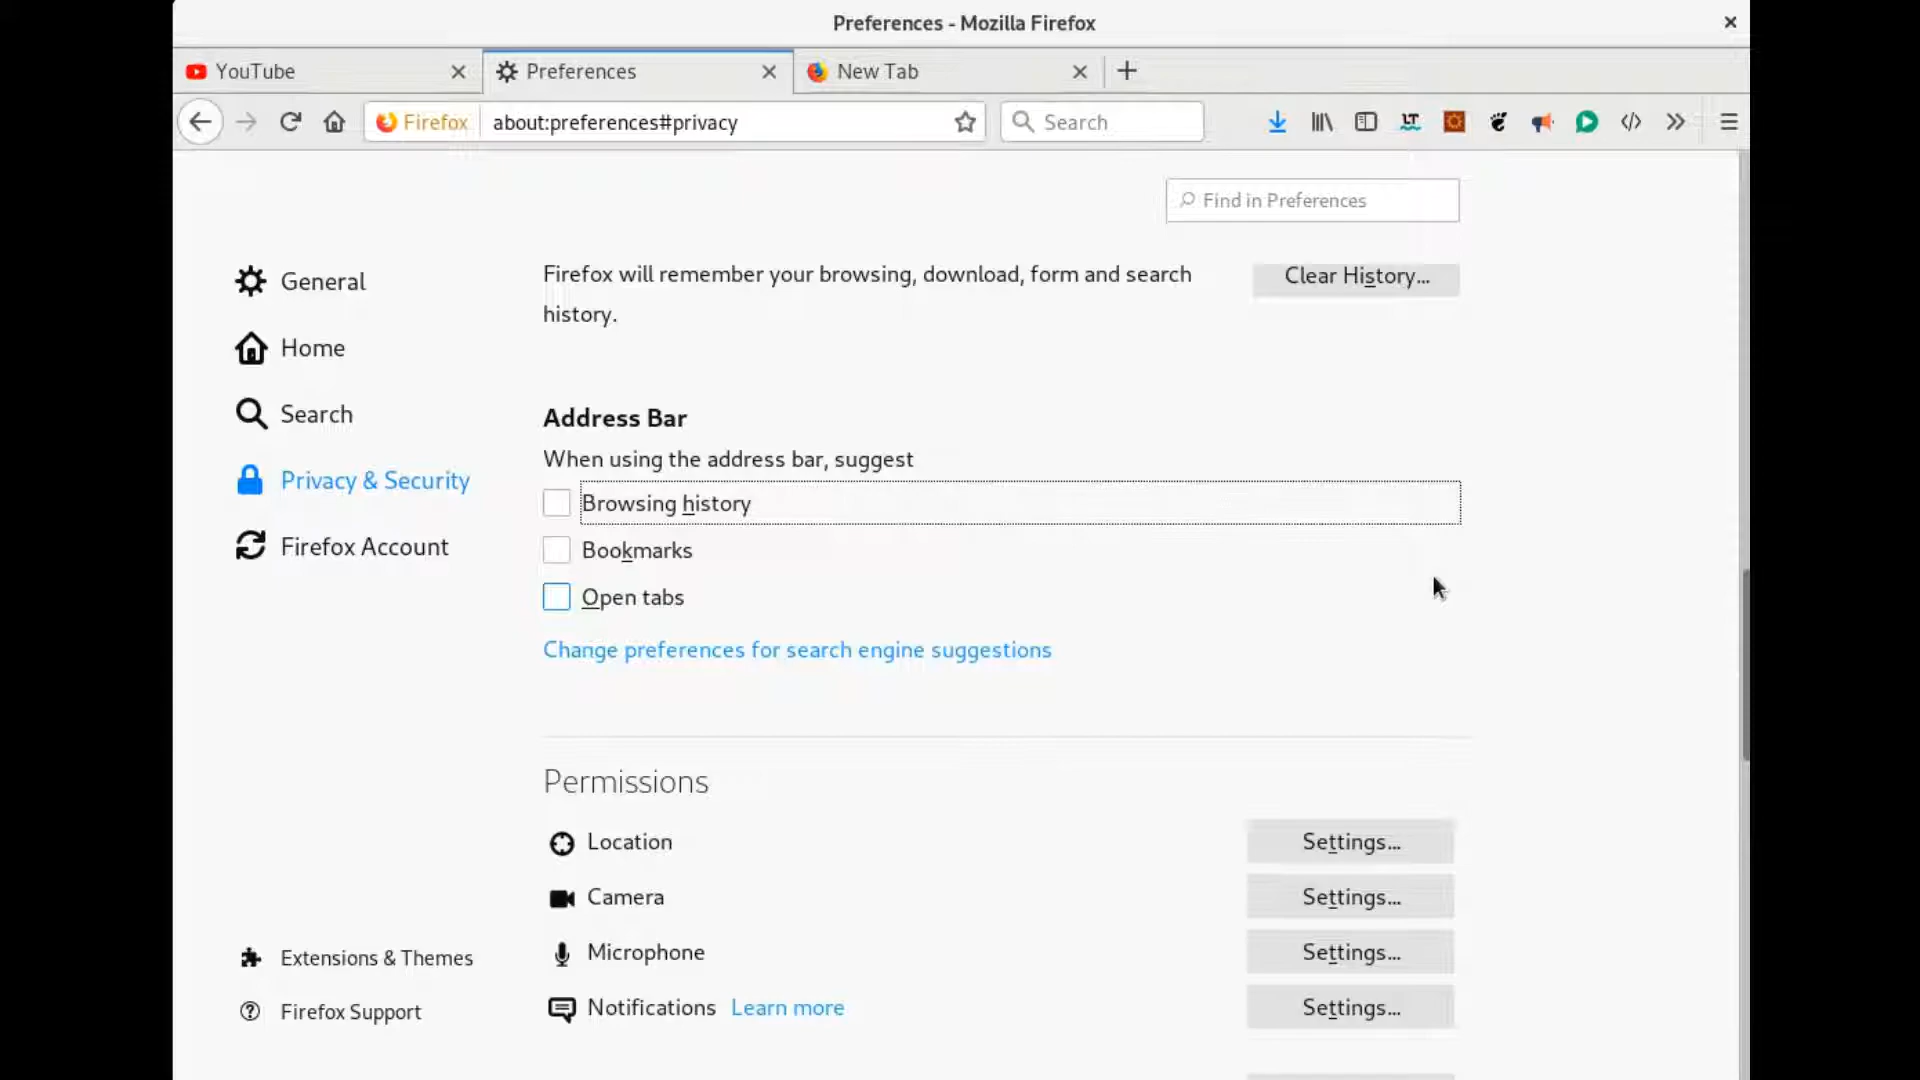 Preferences - Mozilla Firefox
YouTube
Preferences
New Tab
Firefox
about:preferences#privacy
Search
LT
Find in Preferences
General
Home
Search
Privacy & Security
Firefox Account
Extensions & Themes
Firefox Support
Firefox will remember your browsing, download, form and search
history.
Clear History...
Address Bar
When using the address bar, suggest
Browsing history
Bookmarks
Open tabs
Change preferences for search engine suggestions
Permissions
Location
Settings...
Camera
Settings...
Microphone
Settings...
Notifications Learn more
Settings...